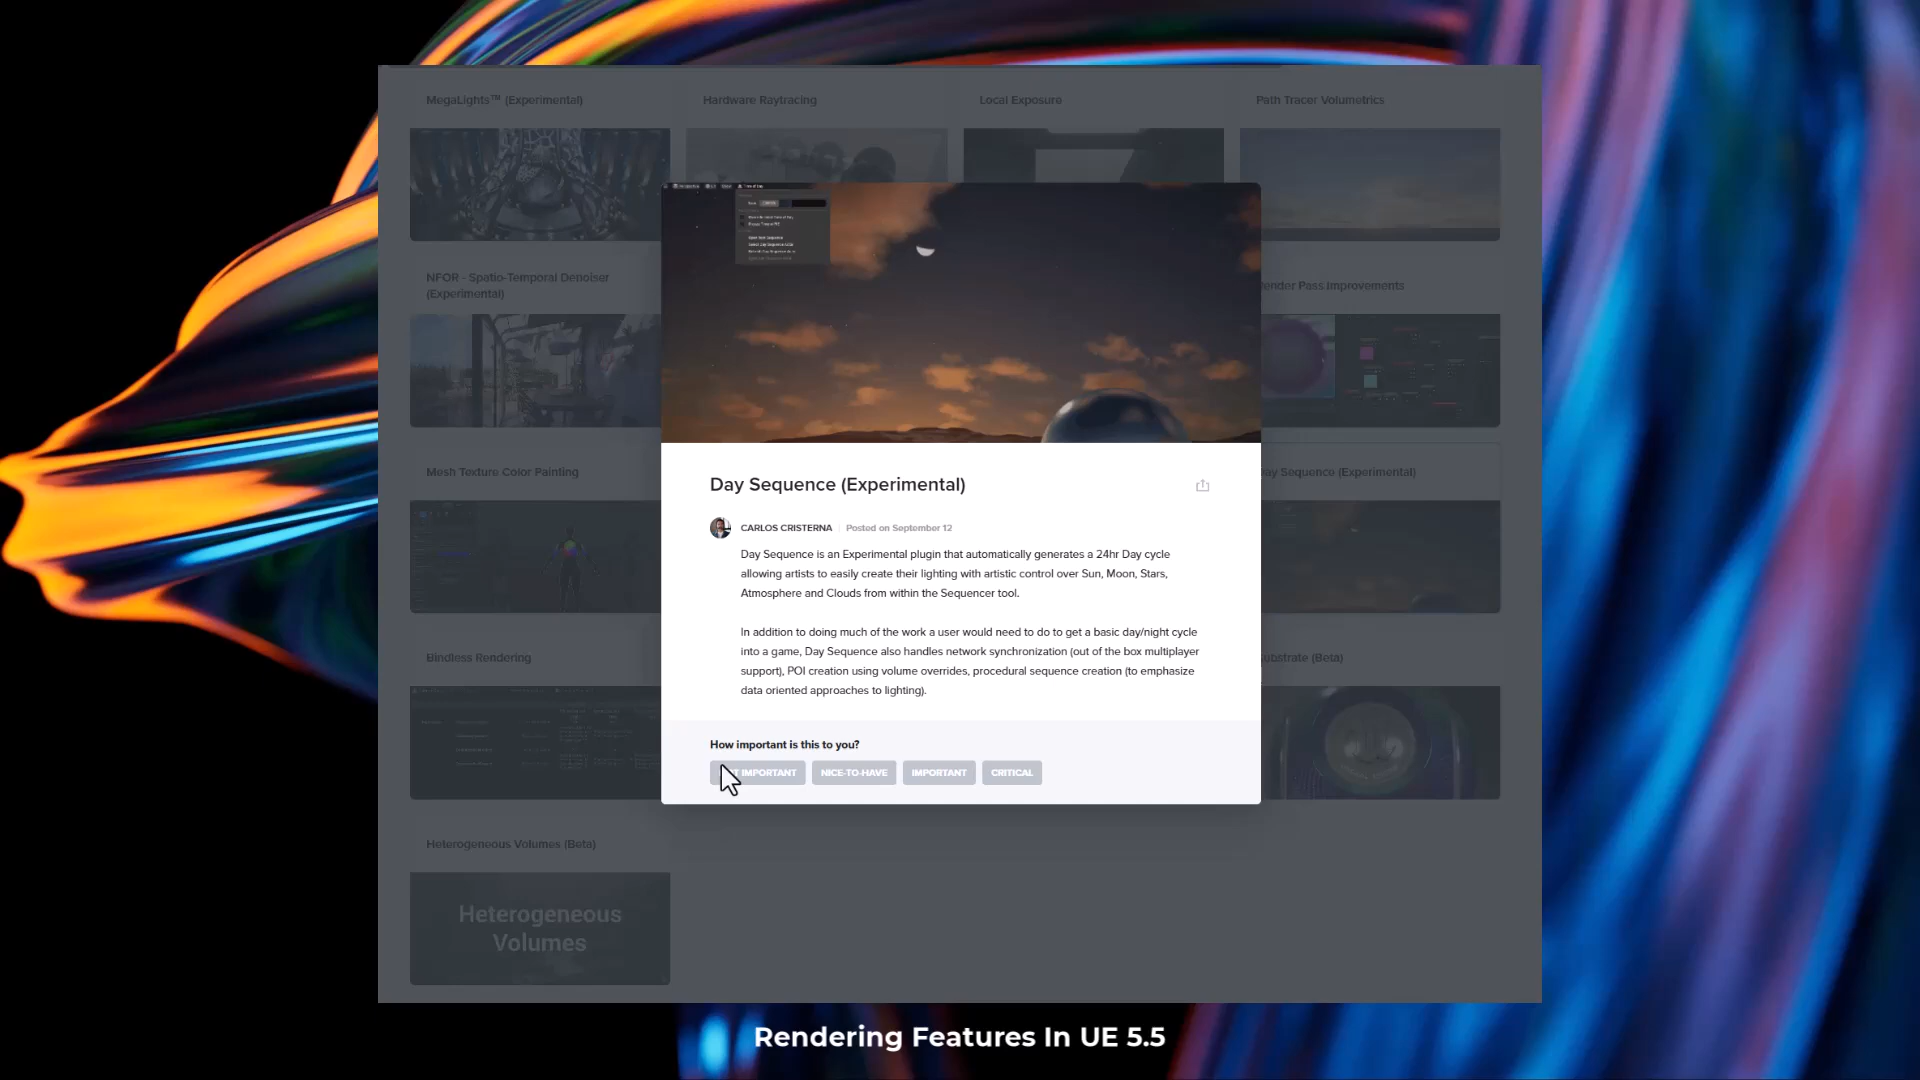 MegaLights™ (Experimental)
Hardware Raytracing
Local Exposure
Path Tracer Volumetrics
NFOR - Spatio-Temporal Denoiser
(Experimental)
Render Pass Improvements
Mesh Texture Color Painting
Day Sequence (Experimental)
Bindless Rendering
Substrate (Beta)
Heterogeneous Volumes (Beta)
Heterogeneous
Volumes
Day Sequence (Experimental)
CARLOS CRISTERNA Posted on September 12
Day Sequence is an Experimental plugin that automatically generates a 24hr Day cycle
allowing artists to easily create their lighting with artistic control over Sun, Moon, Stars,
Atmosphere and Clouds from within the Sequencer tool.
In addition to doing much of the work a user would need to do to get a basic day/night cycle
into a game, Day Sequence also handles network synchronization (out of the box multiplayer
support), POI creation using volume overrides, procedural sequence creation (to emphasize
data oriented approaches to lighting).
How important is this to you?
IMPORTANT
NICE-TO-HAVE
IMPORTANT
CRITICAL
Rendering Features In UE 5.5